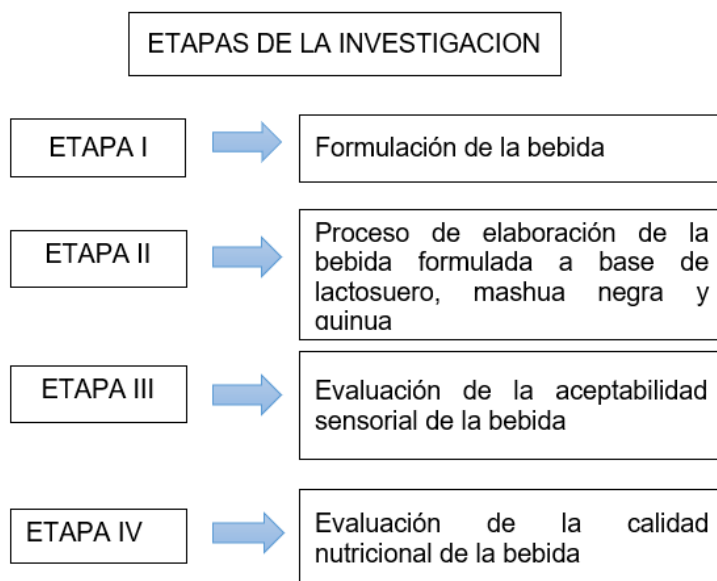 ETAPAS DE LA INVESTIGACION
ETAPA I
Formulación de la bebida
ETAPA II
Proceso de elaboración de la
bebida formulada a base de
lactosuero, mashua negra y
quinua
ETAPA III
Evaluación de la aceptabilidad
sensorial de la bebida
ETAPA IV
Evaluación de la calidad
nutricional de la bebida